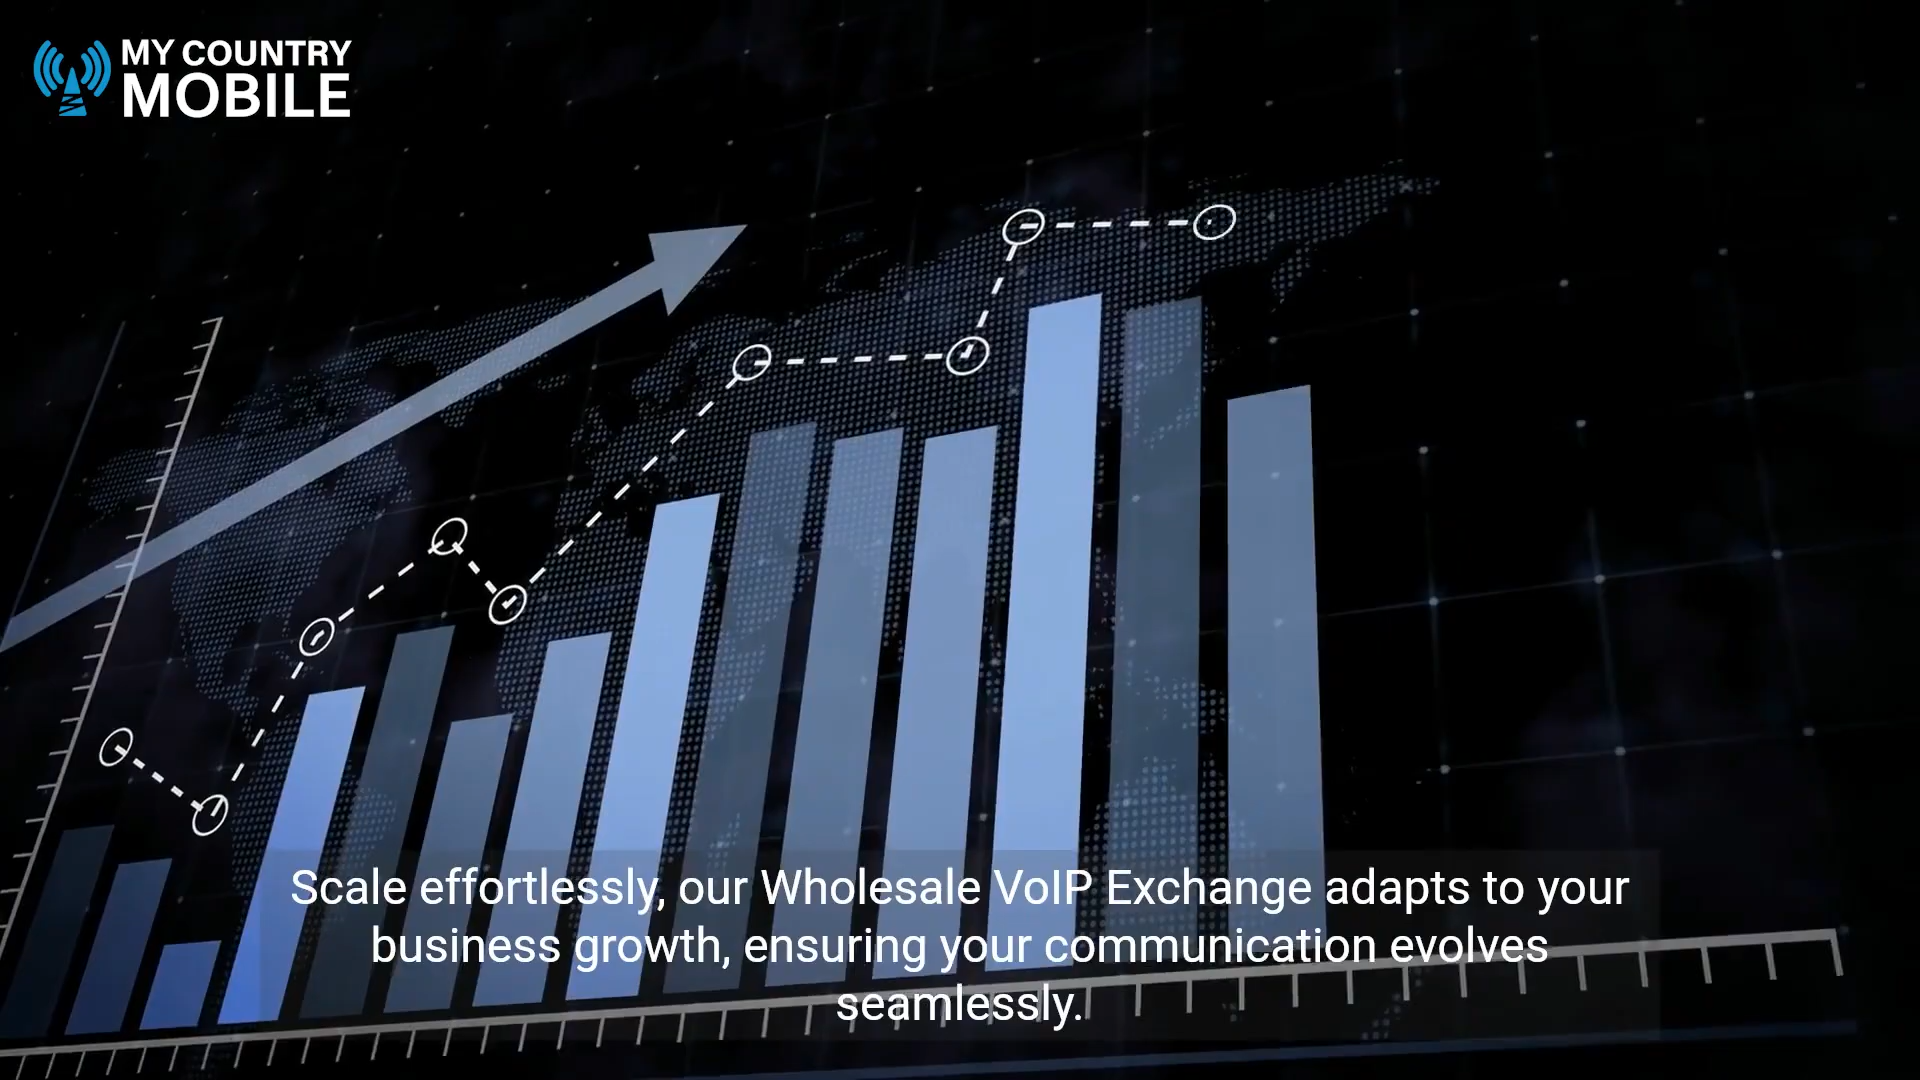 MY COUNTRY
MOBILE
Scale effortlessly, our Wholesale VoIP Exchange adapts to your
business growth, ensuring your communication evolves
seamlessly.